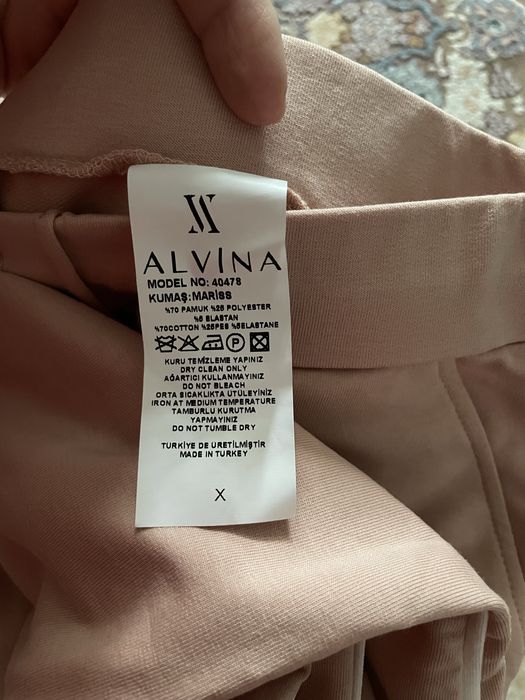 ALVİNA
MODEL NO: 40478
KUMAŞ:MARISS
%70 PAMUK %25 POLYESTER
%5 ELASTAN
%70COTTON %25PES %5ELASTANE
P
KURU TEMİZLEME YAPINIZ
DRY CLEAN ONLY
AĞARTICI KULLANMAYINIZ
DO NOT BLEACH
ORTA SICAKLIKTA ÜTÜLEYİNİZ
IRON AT MEDIUM TEMPERATURE
TAMBURLU KURUTMA
YAPMAYINIZ
DO NOT TUMBLE DRY
TURKİYE DE ÜRETİLMİŞTİR
MADE IN TURKEY
X